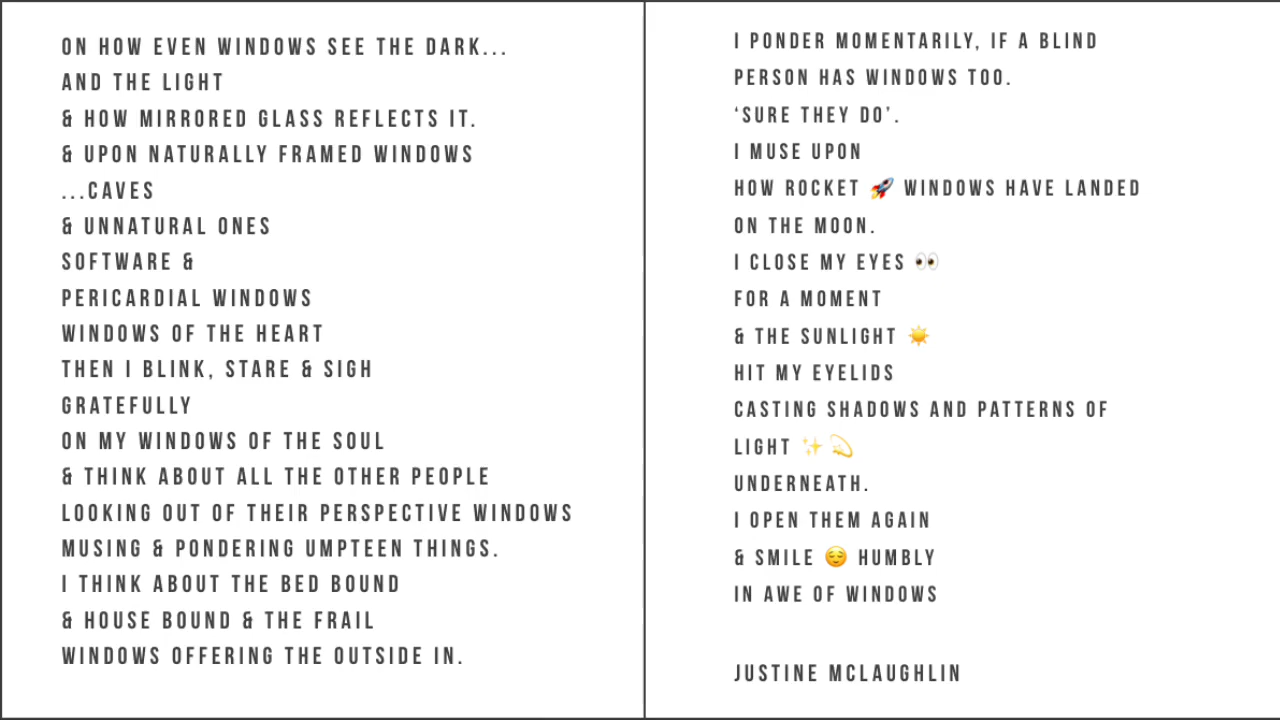 ON HOW EVEN WINDOWS SEE THE DARK...
AND THE LIGHT
& HOW MIRRORED GLASS REFLECTS IT.
& UPON NATURALLY FRAMED WINDOWS
...CAVES
& UNNATURAL ONES
SOFTWARE &
PERICARDIAL WINDOWS
WINDOWS OF THE HEART
THEN I BLINK, STARE & SIGH
GRATEFULLY
ON MY WINDOWS OF THE SOUL
& THINK ABOUT ALL THE OTHER PEOPLE
LOOKING OUT OF THEIR PERSPECTIVE WINDOWS
MUSING & PONDERING UMPTEEN THINGS.
I THINK ABOUT THE BED BOUND
& HOUSE BOUND & THE FRAIL
WINDOWS OFFERING THE OUTSIDE IN.
I PONDER MOMENTARILY, IF A BLIND
PERSON HAS WINDOWS TOO.
‘SURE THEY DO’.
I MUSE UPON
HOW ROCKET 🚀 WINDOWS HAVE LANDED
ON THE MOON.
I CLOSE MY EYES 👀
FOR A MOMENT
& THE SUNLIGHT ☀️
HIT MY EYELIDS
CASTING SHADOWS AND PATTERNS OF
LIGHT ✨ 💫
UNDERNEATH.
I OPEN THEM AGAIN
& SMILE 😌 HUMBLY
IN AWE OF WINDOWS
JUSTINE MCLAUGHLIN